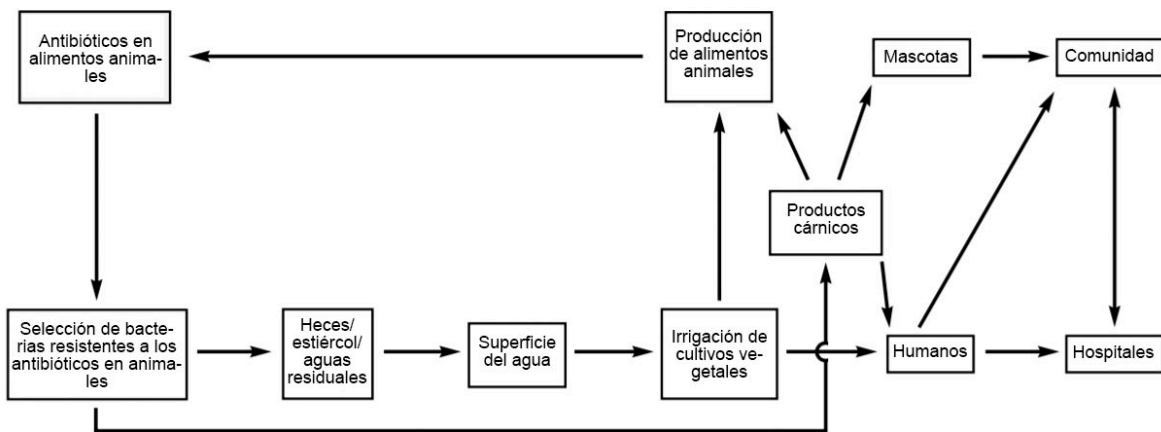 Antibióticos en
alimentos anima-
les
Producción
de alimentos
animales
Mascotas
Comunidad
Productos
cárnicos
Selección de bacte-
rias resistentes a los
antibióticos en anima-
les
Heces/
estiércol/
aguas
residuales
Superficie
del agua
Irrigación de
cultivos ve-
getales
Humanos
Hospitales